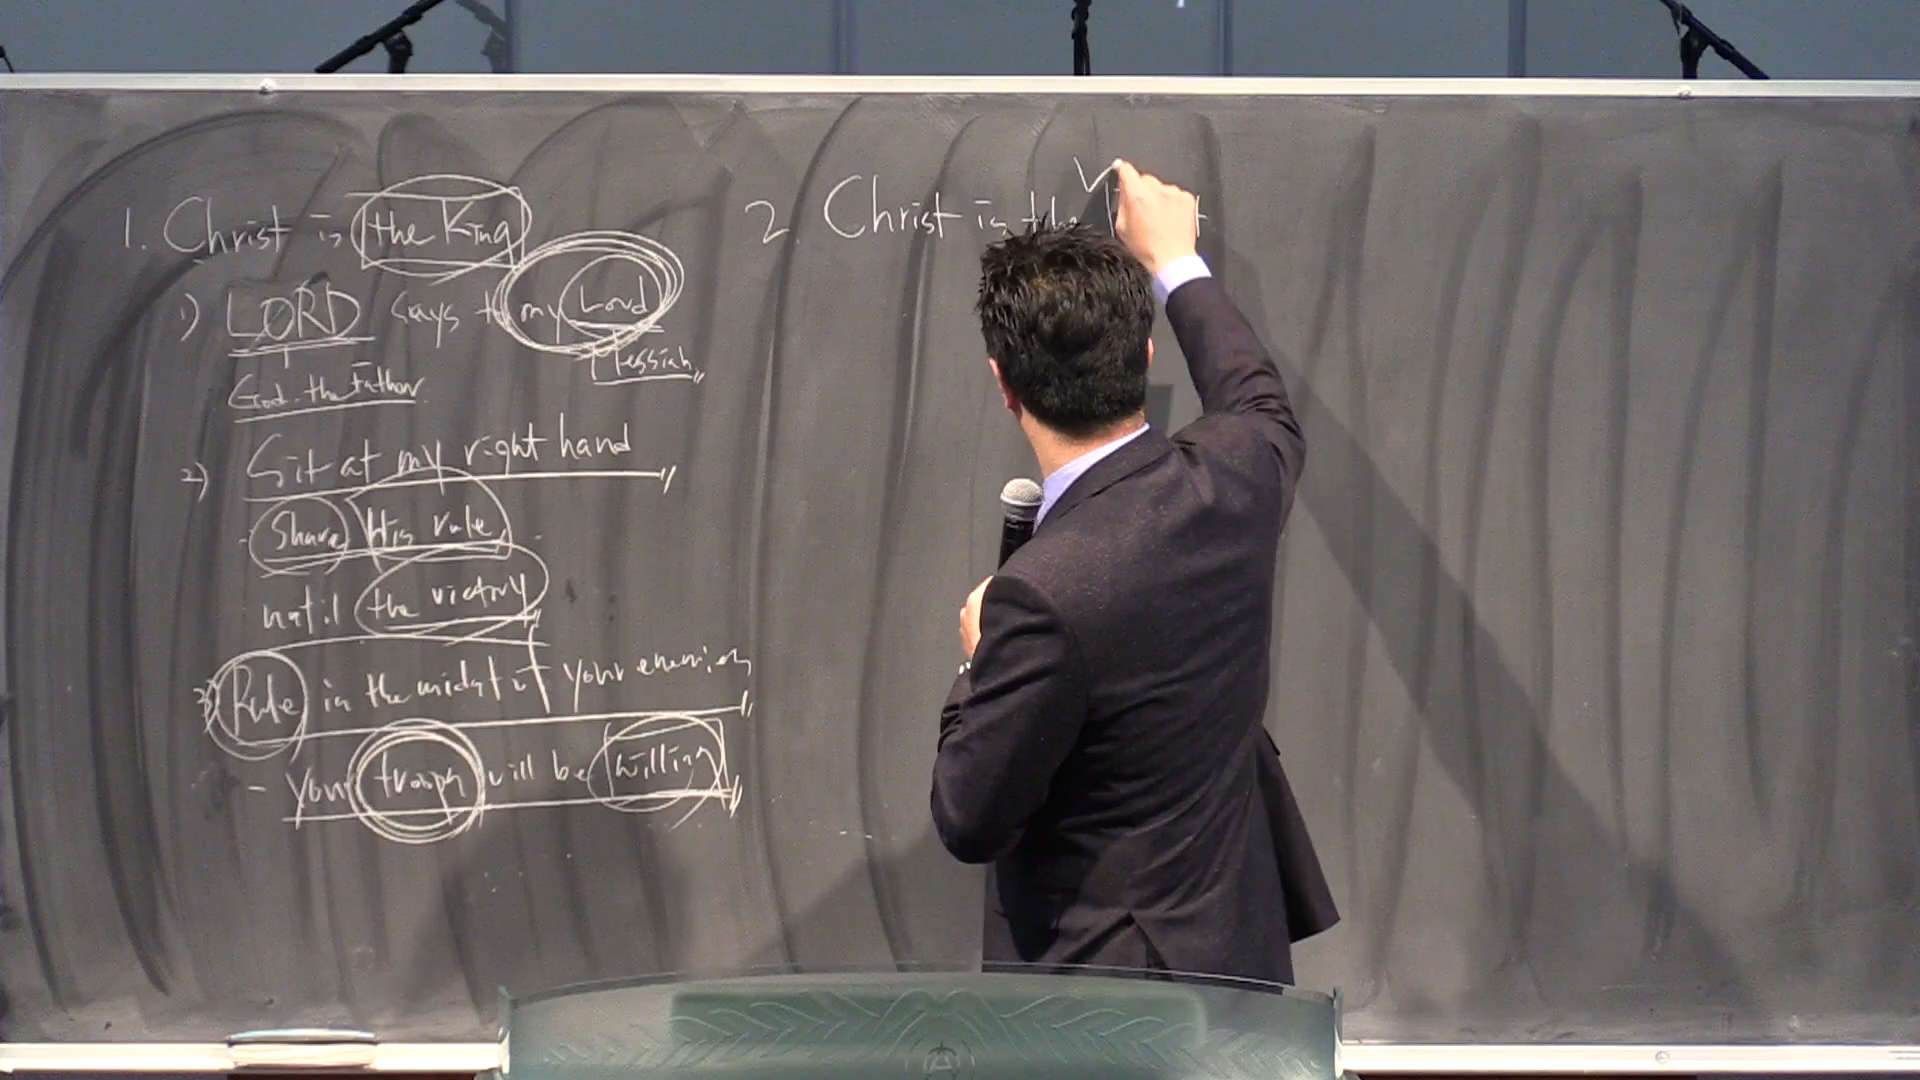 1. Christ is the King
1) LORD says to my Lord
Messiah
God the Father
2) Sit at my right hand
- Share His rule
until the victory
3) Rule in the midst of your enemies
- Your troops will be willing
2. Christ is the